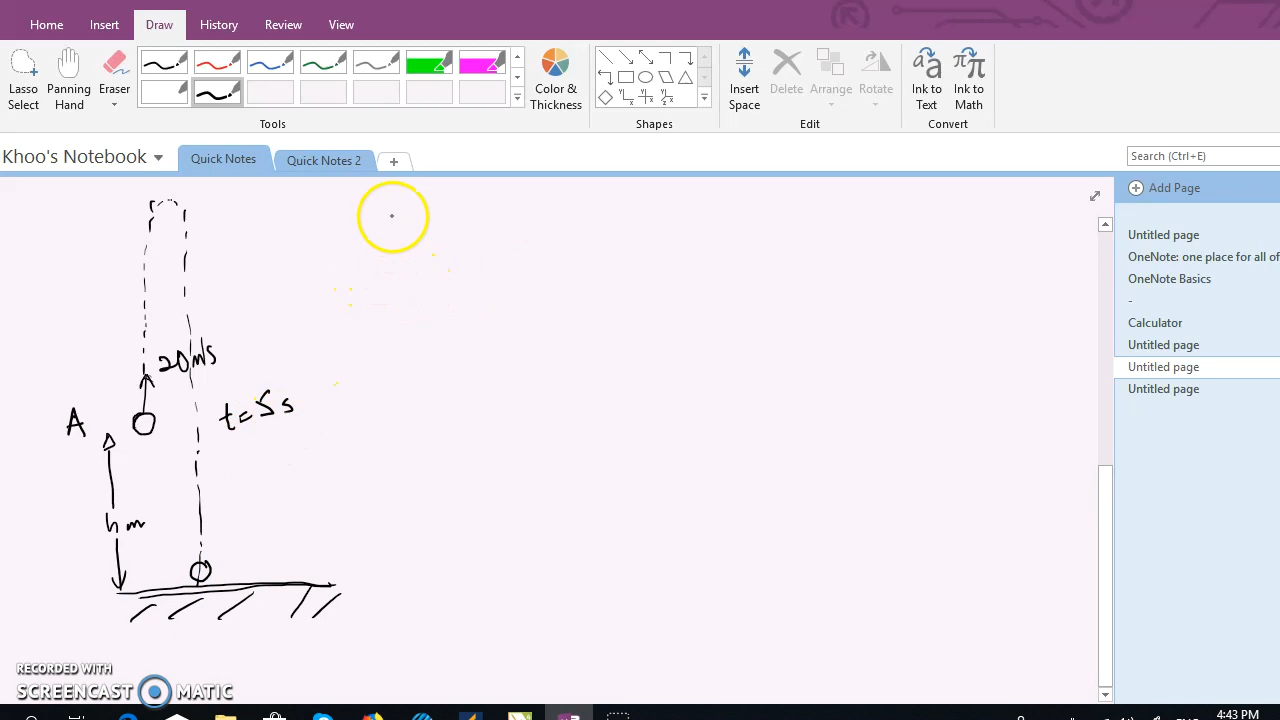 Home Insert Draw History Review View
Lasso Select
Panning Hand
Eraser
Color & Thickness
Insert Space
Delete
Arrange
Rotate
Ink to Text
Ink to Math
Tools
Shapes
Edit
Convert
Khoo's Notebook
Quick Notes
Quick Notes 2
Search (Ctrl+E)
Add Page
Untitled page
OneNote: one place for all of
OneNote Basics
-
Calculator
Untitled page
Untitled page
Untitled page
20 m/s
A
t = 5 s
h m
RECORDED WITH
SCREENCAST MATIC
4:43 PM